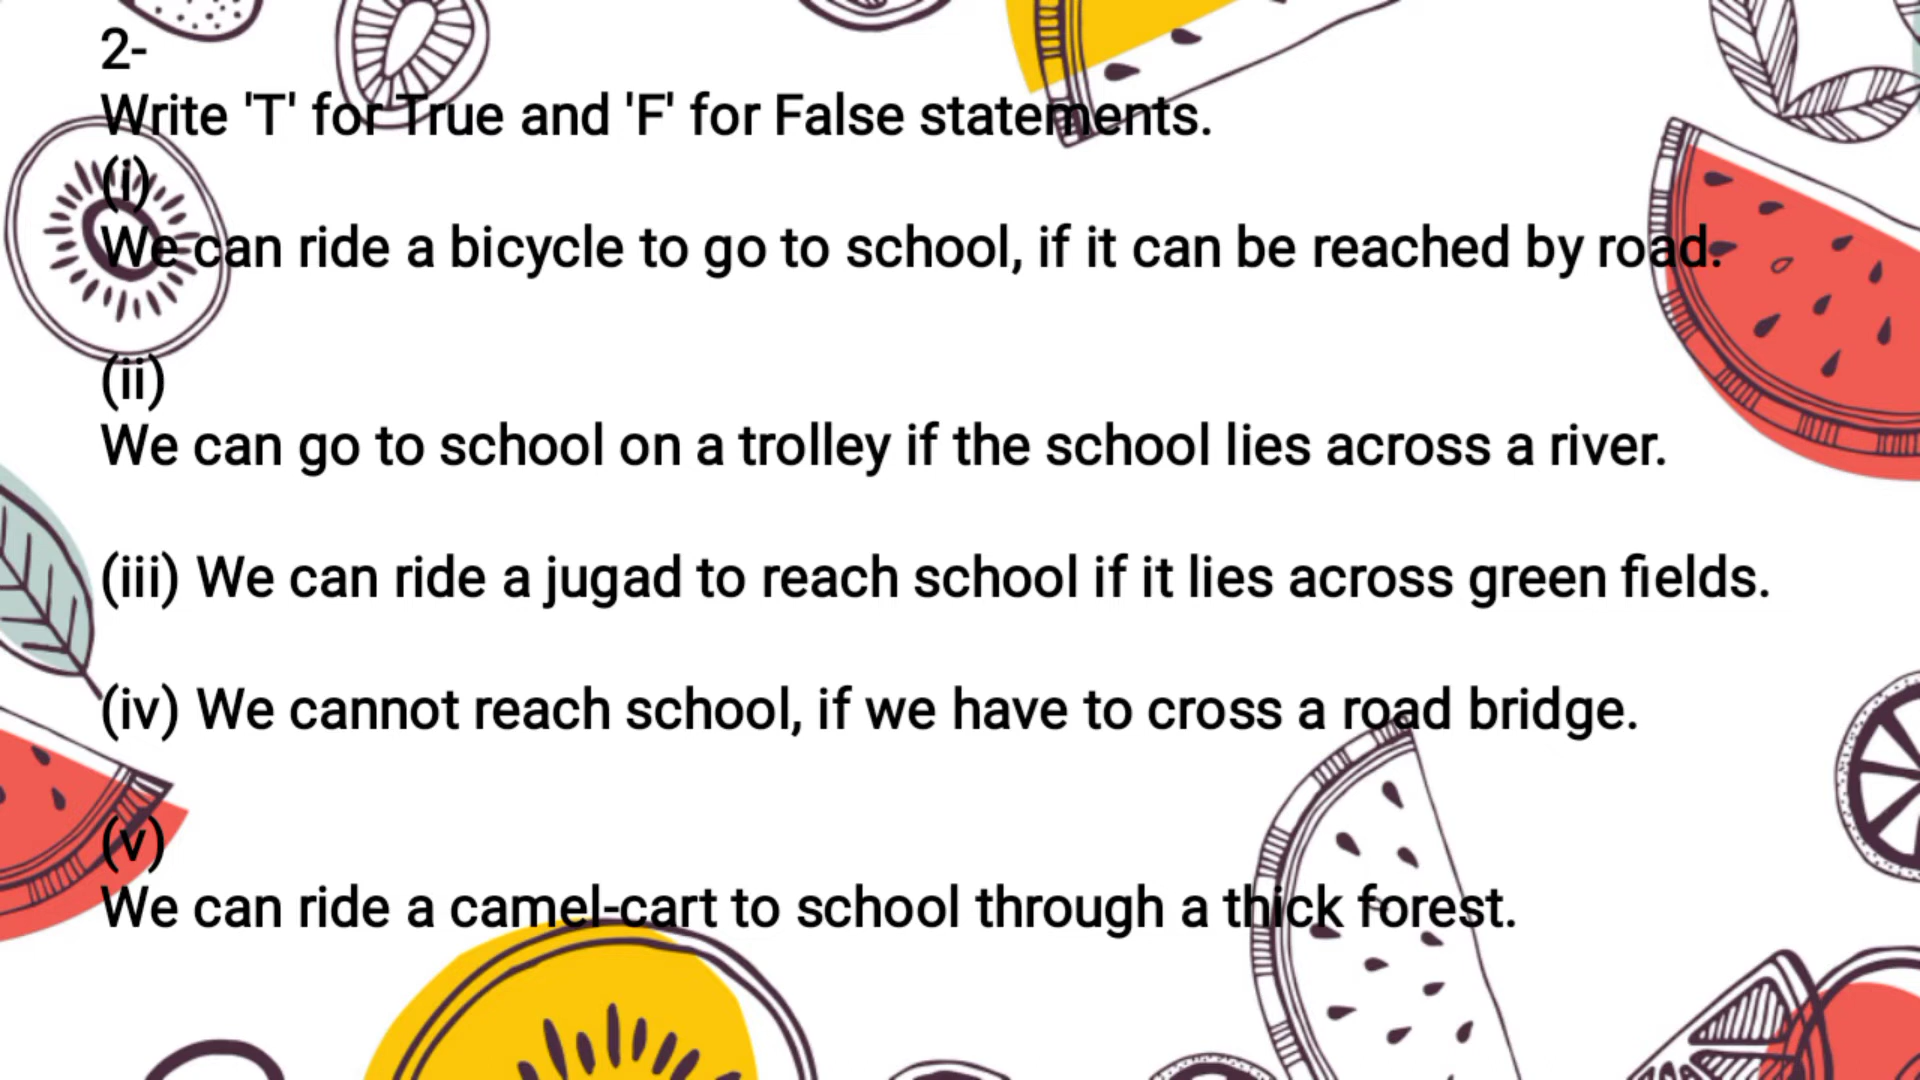 2-
Write 'T' for True and 'F' for False statements.
(i)
We can ride a bicycle to go to school, if it can be reached by road.
(ii)
We can go to school on a trolley if the school lies across a river.
(iii) We can ride a jugad to reach school if it lies across green fields.
(iv) We cannot reach school, if we have to cross a road bridge.
(v)
We can ride a camel-cart to school through a thick forest.